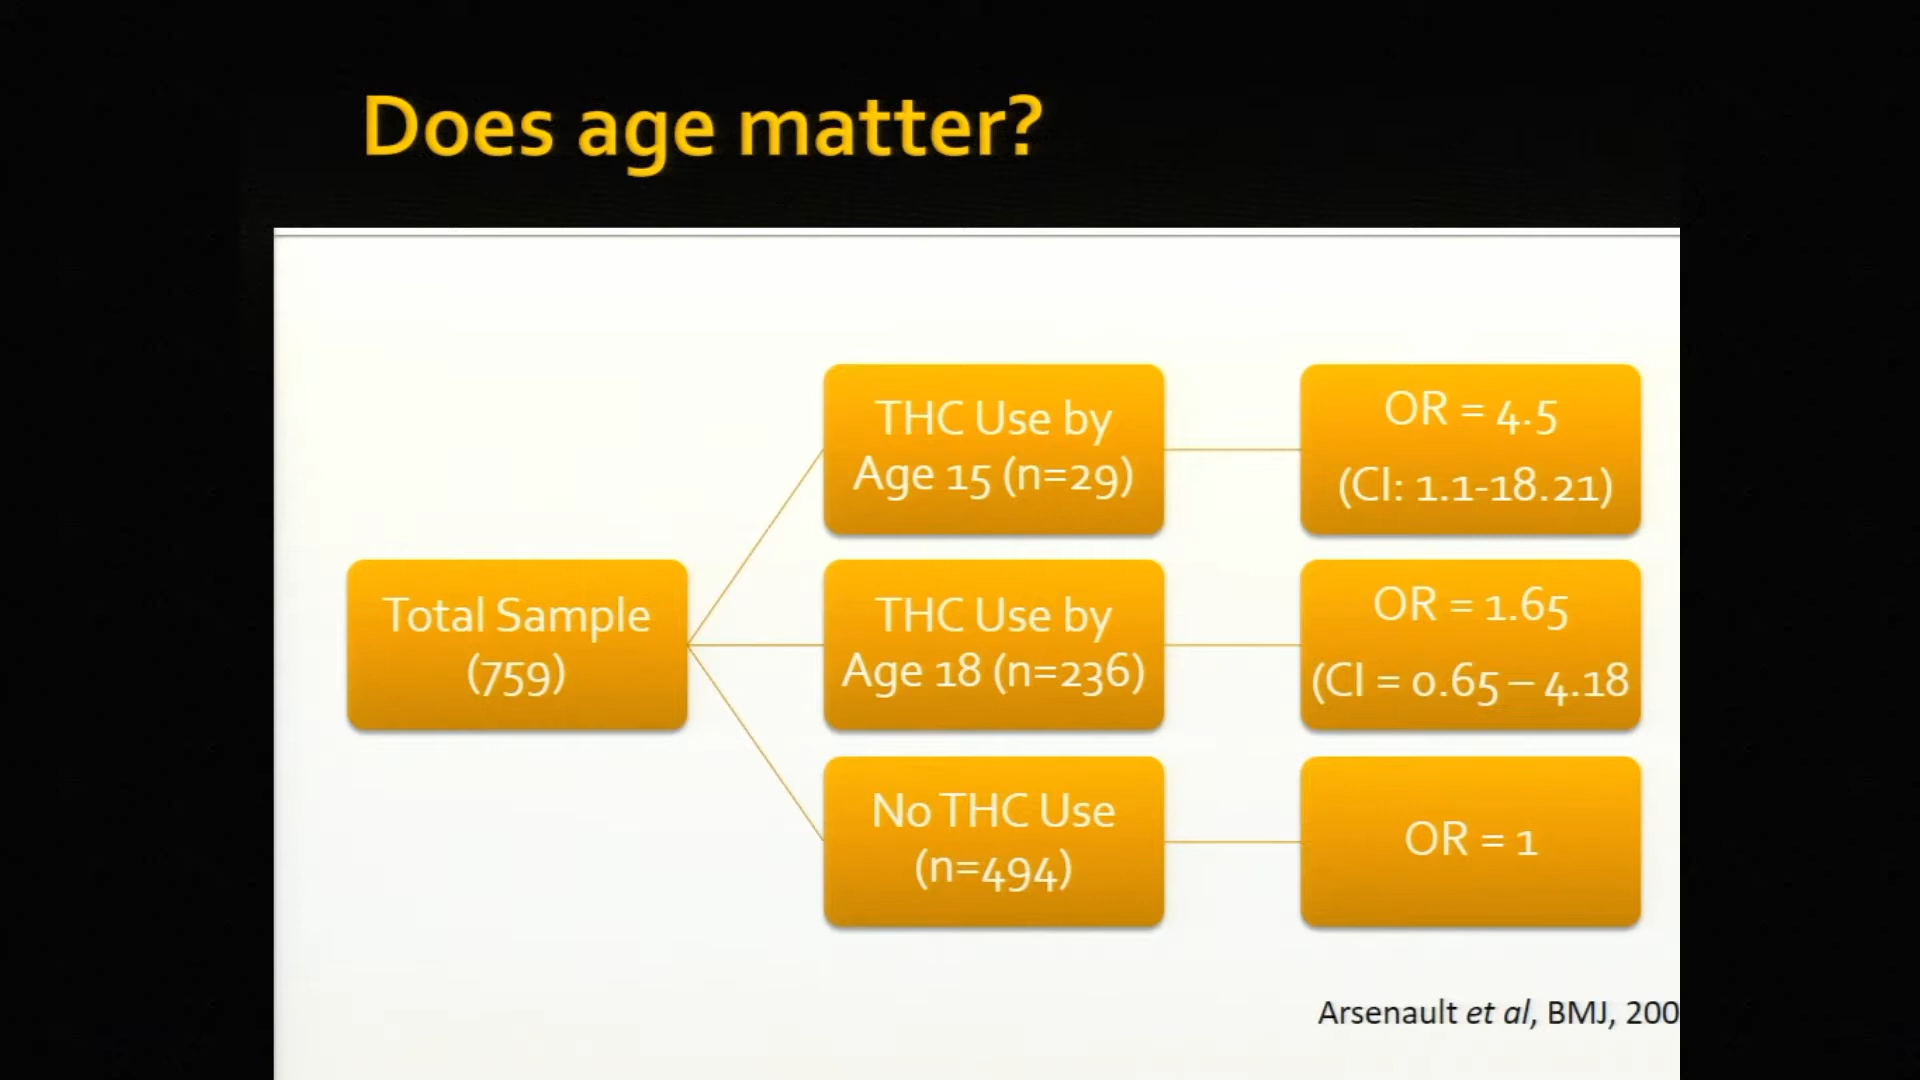 Does age matter?
Total Sample
(759)
THC Use by
Age 15 (n=29)
OR = 4.5
(CI: 1.1-18.21)
THC Use by
Age 18 (n=236)
OR = 1.65
(CI = 0.65 – 4.18
No THC Use
(n=494)
OR = 1
Arsenault et al, BMJ, 200